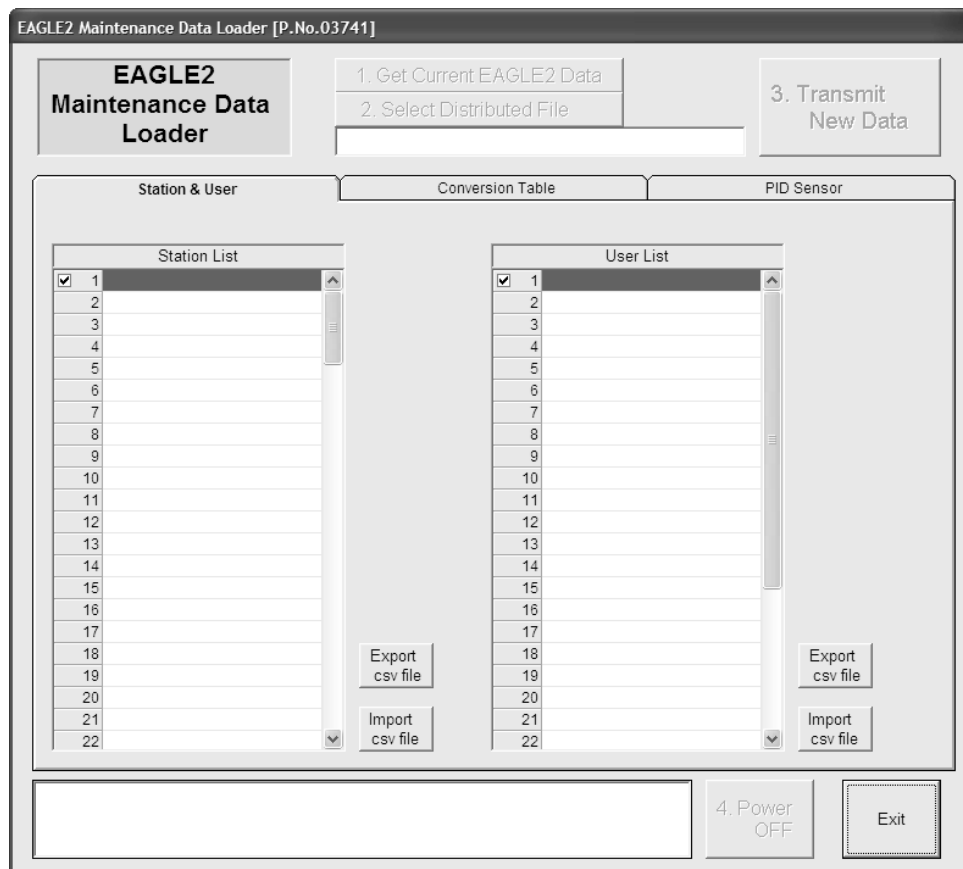 EAGLE2 Maintenance Data Loader [P.No.03741]
EAGLE2
Maintenance Data
Loader
1. Get Current EAGLE2 Data
2. Select Distributed File
3. Transmit
New Data
Station & User
Conversion Table
PID Sensor
Station List
1
2
3
4
5
6
7
8
9
10
11
12
13
14
15
16
17
18
19
20
21
22
Export
csv file
Import
csv file
User List
1
2
3
4
5
6
7
8
9
10
11
12
13
14
15
16
17
18
19
20
21
22
Export
csv file
Import
csv file
4. Power
OFF
Exit